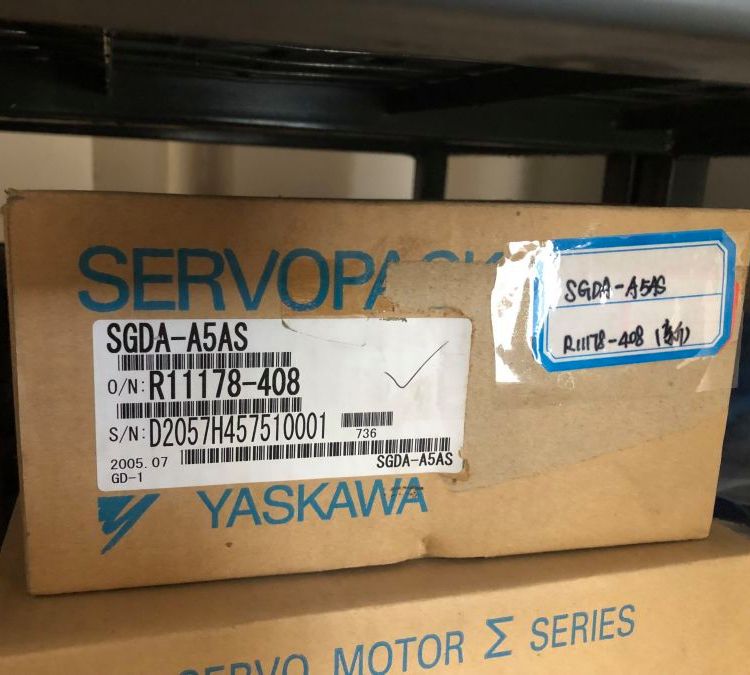 SERVOPACK
SGDA-A5AS
SGDA-A5AS
O/N: R11178-408
R11178-408
S/N: D2057H457510001
736
2005.07
SGDA-A5AS
GD-1
YASKAWA
SERVO MOTOR Σ SERIES